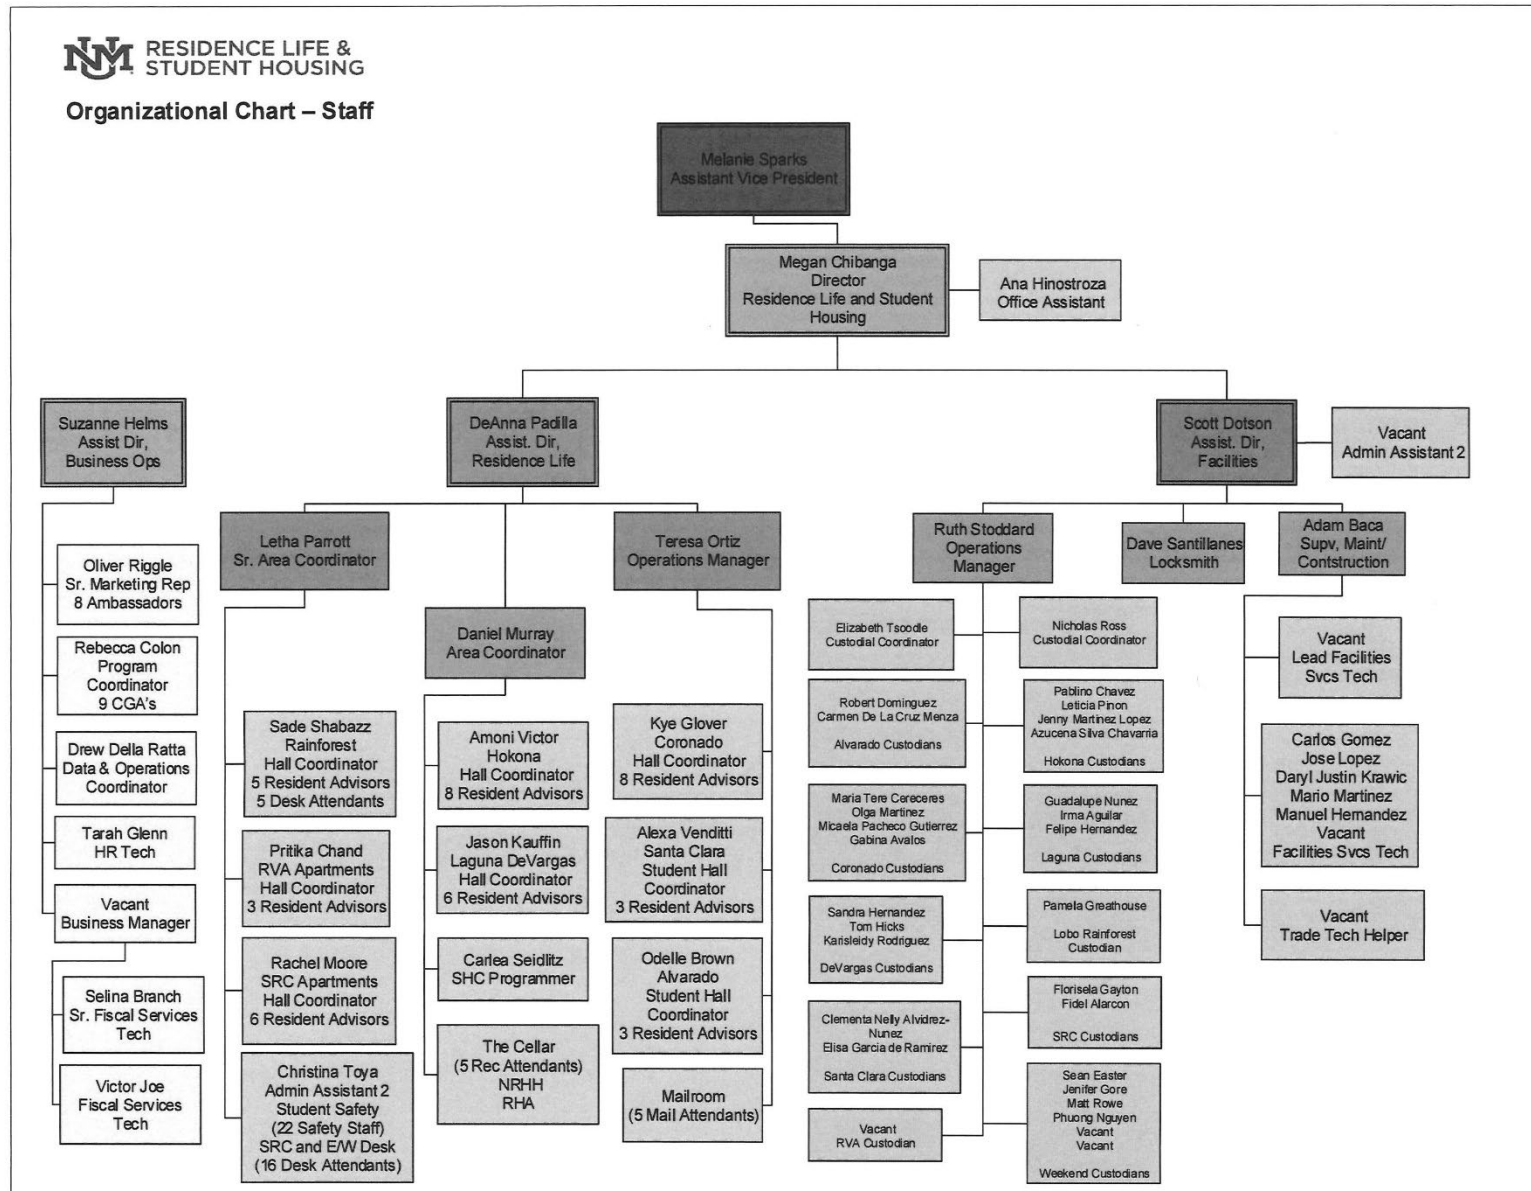 UNM RESIDENCE LIFE &
STUDENT HOUSING
Organizational Chart – Staff
Melanie Sparks
Assistant Vice President
Megan Chibanga
Director
Residence Life and Student
Housing
Ana Hinostroza
Office Assistant
Suzanne Helms
Assist Dir,
Business Ops
DeAnna Padilla
Assist. Dir,
Residence Life
Scott Dotson
Assist. Dir,
Facilities
Vacant
Admin Assistant 2
Oliver Riggle
Sr. Marketing Rep
8 Ambassadors
Rebecca Colon
Program
Coordinator
9 CGA's
Drew Della Ratta
Data & Operations
Coordinator
Tarah Glenn
HR Tech
Vacant
Business Manager
Selina Branch
Sr. Fiscal Services
Tech
Victor Joe
Fiscal Services
Tech
Letha Parrott
Sr. Area Coordinator
Sade Shabazz
Rainforest
Hall Coordinator
5 Resident Advisors
5 Desk Attendants
Pritika Chand
RVA Apartments
Hall Coordinator
3 Resident Advisors
Rachel Moore
SRC Apartments
Hall Coordinator
6 Resident Advisors
Christina Toya
Admin Assistant 2
Student Safety
(22 Safety Staff)
SRC and E/W Desk
(16 Desk Attendants)
Daniel Murray
Area Coordinator
Amoni Victor
Hokona
Hall Coordinator
8 Resident Advisors
Jason Kauffin
Laguna DeVargas
Hall Coordinator
6 Resident Advisors
Carlea Seidlitz
SHC Programmer
The Cellar
(5 Rec Attendants)
NRHH
RHA
Teresa Ortiz
Operations Manager
Kye Glover
Coronado
Hall Coordinator
8 Resident Advisors
Alexa Venditti
Santa Clara
Student Hall
Coordinator
3 Resident Advisors
Odelle Brown
Alvarado
Student Hall
Coordinator
3 Resident Advisors
Mailroom
(5 Mail Attendants)
Ruth Stoddard
Operations
Manager
Elizabeth Tsoodle
Custodial Coordinator
Nicholas Ross
Custodial Coordinator
Robert Dominguez
Carmen De La Cruz Menza
Alvarado Custodians
Pablino Chavez
Leticia Pinon
Jenny Martinez Lopez
Azucena Silva Chavarria
Hokona Custodians
Maria Tere Cereceres
Olga Martinez
Micaela Pacheco Gutierrez
Gabina Avalos
Coronado Custodians
Guadalupe Nunez
Irma Aguilar
Felipe Hernandez
Laguna Custodians
Sandra Hernandez
Tom Hicks
Karisleidy Rodriguez
DeVargas Custodians
Pamela Greathouse
Lobo Rainforest
Custodian
Clementa Nelly Alvidrez-
Nunez
Elisa Garcia de Ramirez
Santa Clara Custodians
Florisela Gayton
Fidel Alarcon
SRC Custodians
Vacant
RVA Custodian
Sean Easter
Jenifer Gore
Matt Rowe
Phuong Nguyen
Vacant
Vacant
Weekend Custodians
Dave Santillanes
Locksmith
Adam Baca
Supv, Maint/
Contstruction
Vacant
Lead Facilities
Svcs Tech
Carlos Gomez
Jose Lopez
Daryl Justin Krawic
Mario Martinez
Manuel Hernandez
Vacant
Facilities Svcs Tech
Vacant
Trade Tech Helper